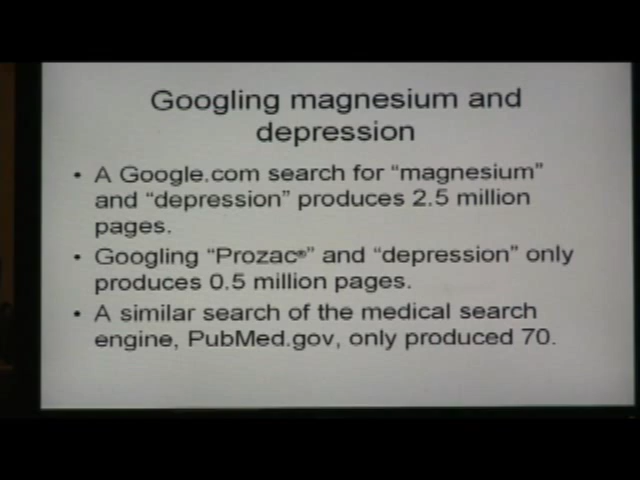 Googling magnesium and
depression
• A Google.com search for “magnesium”
and “depression” produces 2.5 million
pages.
• Googling “Prozac®” and “depression” only
produces 0.5 million pages.
• A similar search of the medical search
engine, PubMed.gov, only produced 70.